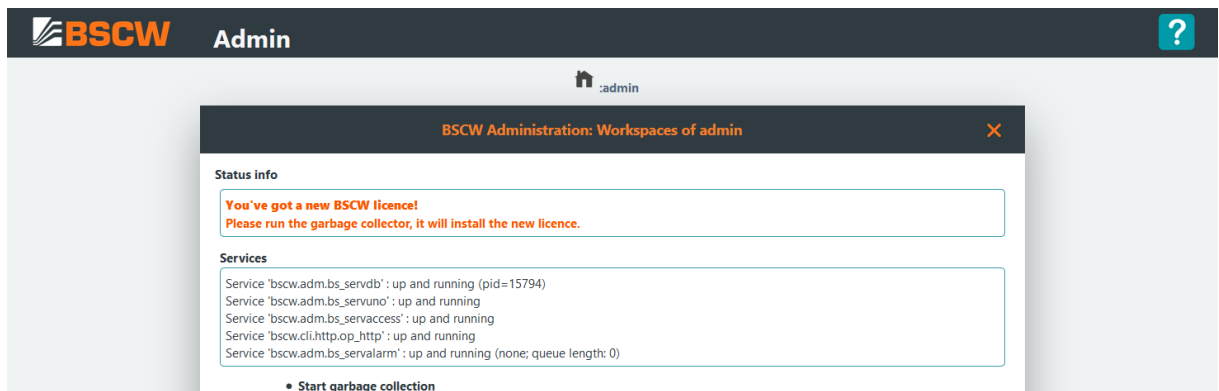 BSCW
Admin
?
:admin
BSCW Administration: Workspaces of admin
Status info
You've got a new BSCW licence!
Please run the garbage collector, it will install the new licence.
Services
Service 'bscw.adm.bs_servdb' : up and running (pid=15794)
Service 'bscw.adm.bs_servuno' : up and running
Service 'bscw.adm.bs_servaccess' : up and running
Service 'bscw.cli.http.op_http' : up and running
Service 'bscw.adm.bs_servalarm' : up and running (none; queue length: 0)
• Start garbage collection